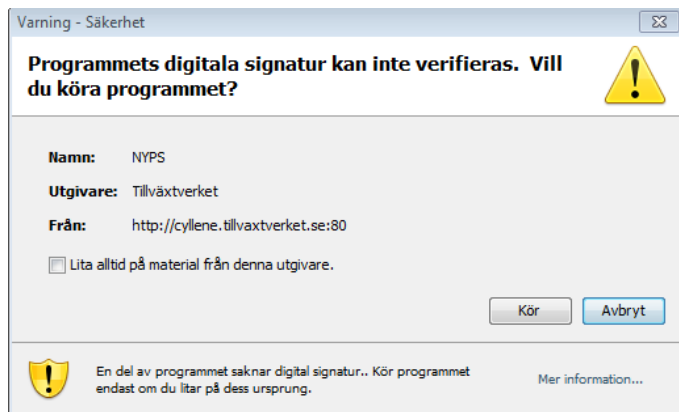 Varning - Säkerhet
Programmets digitala signatur kan inte verifieras. Vill
du köra programmet?
Namn: NYPS
Utgivare: Tillväxtverket
Från: http://cyllene.tillvaxtverket.se:80
Lita alltid på material från denna utgivare.
Kör Avbryt
En del av programmet saknar digital signatur.. Kör programmet
endast om du litar på dess ursprung.
Mer information...